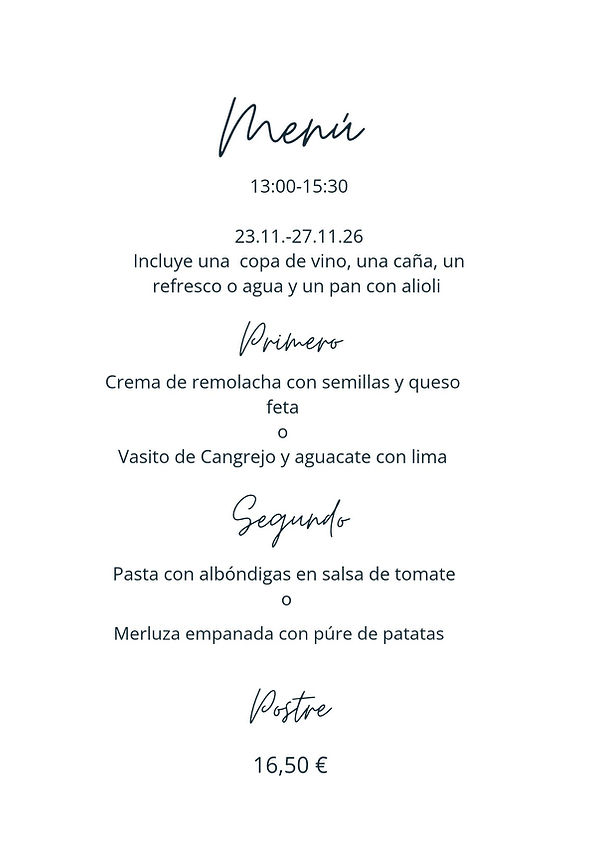 Menú
13:00-15:30
23.11.-27.11.26
Incluye una  copa de vino, una caña, un
refresco o agua y un pan con alioli
Primero
Crema de remolacha con semillas y queso
feta
o
Vasito de Cangrejo y aguacate con lima
Segundo
Pasta con albóndigas en salsa de tomate
o
Merluza empanada con púre de patatas
Postre
16,50 €